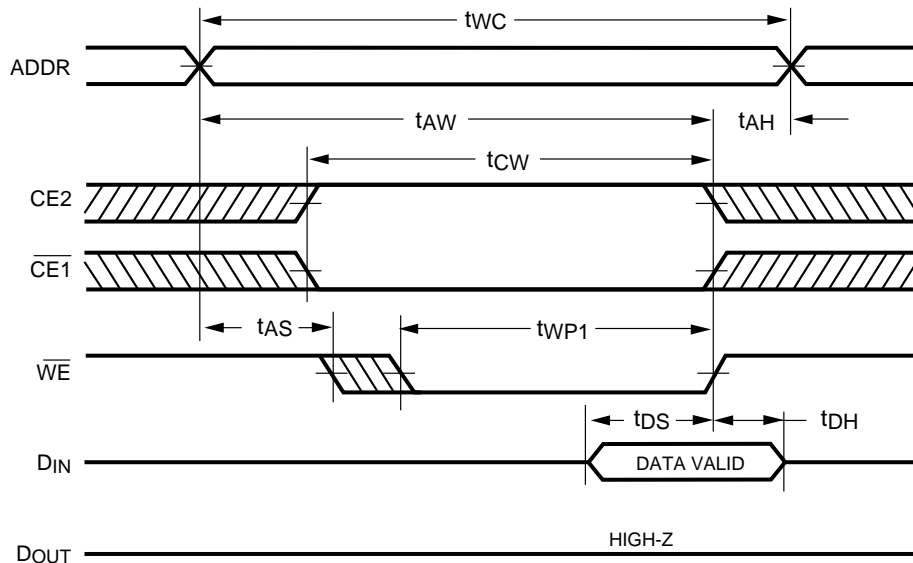 tWC
ADDR
tAW
tAH
tCW
CE2
CE1
tAS
tWP1
WE
tDS
tDH
DIN
DATA VALID
HIGH-Z
DOUT